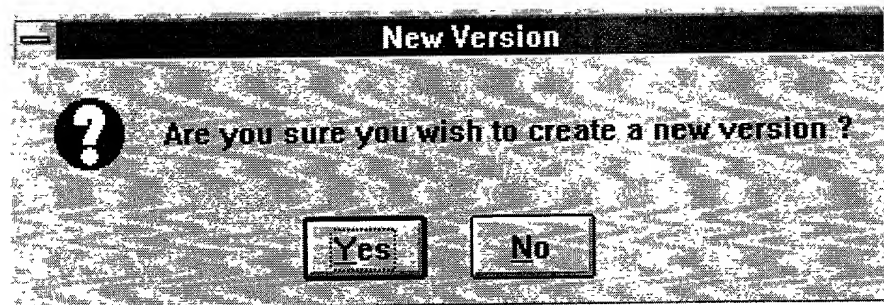 New Version
Are you sure you wish to create a new version ?
Yes
No